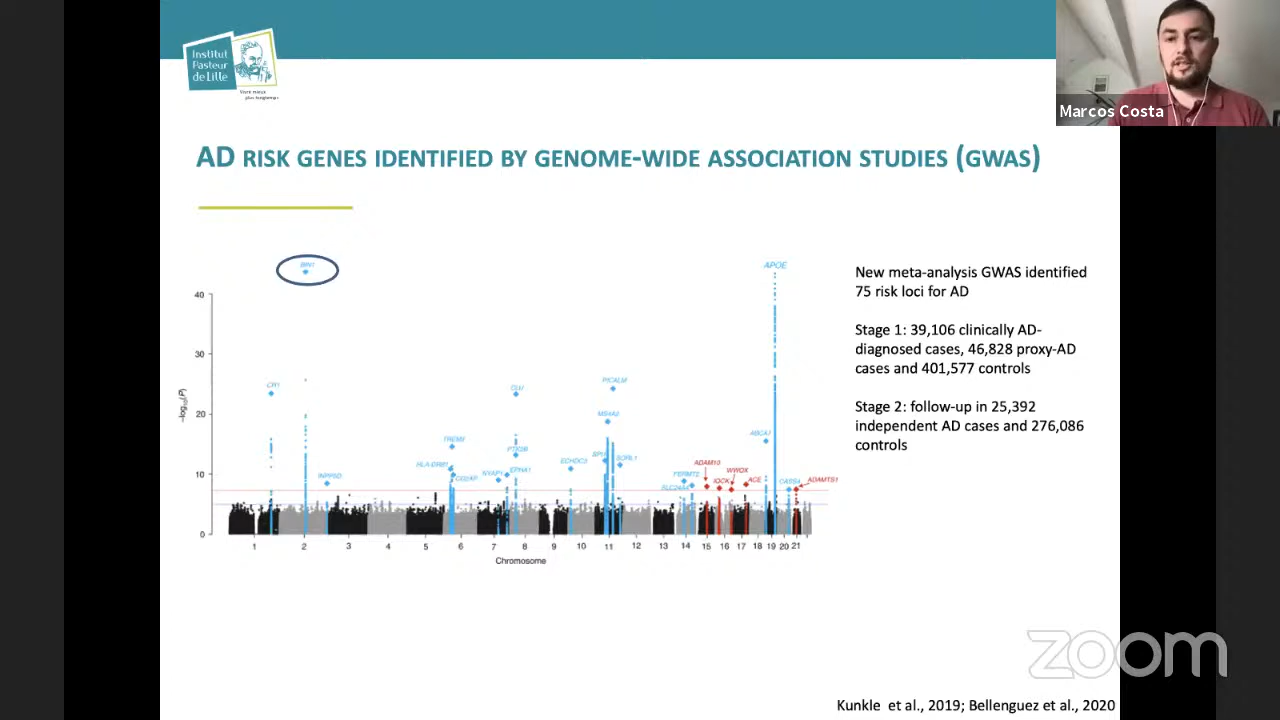 Institut
Pasteur
de Lille
Marcos Costa
AD RISK GENES IDENTIFIED BY GENOME-WIDE ASSOCIATION STUDIES (GWAS)
BIN1
APOE
New meta-analysis GWAS identified
75 risk loci for AD
Stage 1: 39,106 clinically AD-
diagnosed cases, 46,828 proxy-AD
cases and 401,577 controls
Stage 2: follow-up in 25,392
independent AD cases and 276,086
controls
40
30
20
10
0
-log10(P)
CR1
INPP5D
TREM2
HLA-DRB1
CD2AP
NYAP1
EPHA1
CLU
PTK2B
ECHDC3
PICALM
MS4A2
SPI1
SORL1
FERMT2
SLC24A4
ADAM10
IQCK
WWOX
ACE
ABCA7
CASS4
ADAMTS1
1 2 3 4 5 6 7 8 9 10 11 12 13 14 15 16 17 18 19 20 21
Chromosome
zoom
Kunkle et al., 2019; Bellenguez et al., 2020